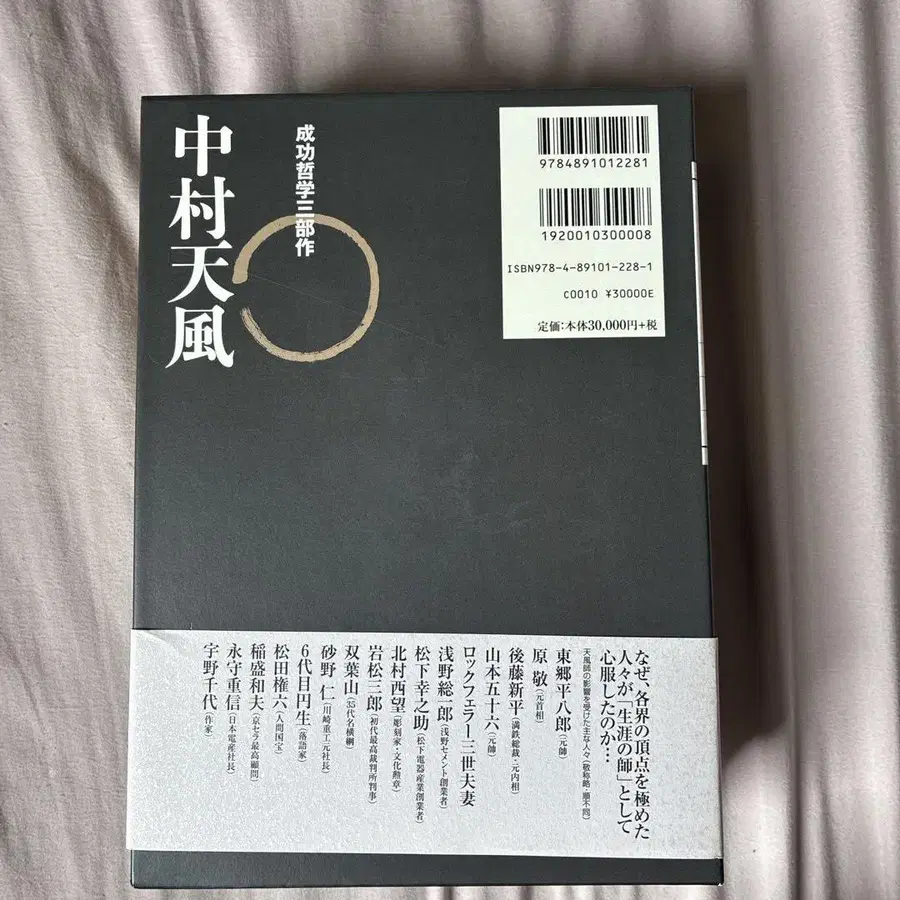 中村天風
成功哲学三部作
9784891012281
1920010300008
ISBN978-4-89101-228-1
C0010 ¥30000E
定価:本体30,000円+税
なぜ、各界の頂点を極めた
人々が「生涯の師」として
心服したのか…
天風師の影響を受けた主な人々(敬称略・順不同)
東郷平八郎(元帥)
原 敬(元首相)
後藤新平(満鉄総裁・元内相)
山本五十六(元帥)
ロックフェラー三世夫妻
浅野総一郎(浅野セメント創業者)
松下幸之助(松下電器産業創業者)
北村西望(彫刻家・文化勲章)
岩松三郎(初代最高裁判所判事)
双葉山(35代名横綱)
砂野 仁(川崎重工元社長)
6代目円生(落語家)
松田権六(人間国宝)
稲盛和夫(京セラ最高顧問)
永守重信(日本電産社長)
宇野千代(作家)